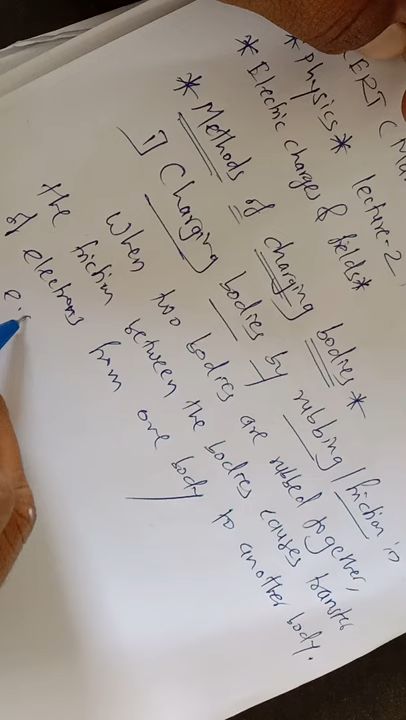 CERT (
* Physics * lecture-2
* Electric charges & fields *
* Methods of charging bodies *
1] Charging bodies by rubbing / friction :-
When two bodies are rubbed together,
the friction between the bodies causes transfer
of electrons from one body to another body.